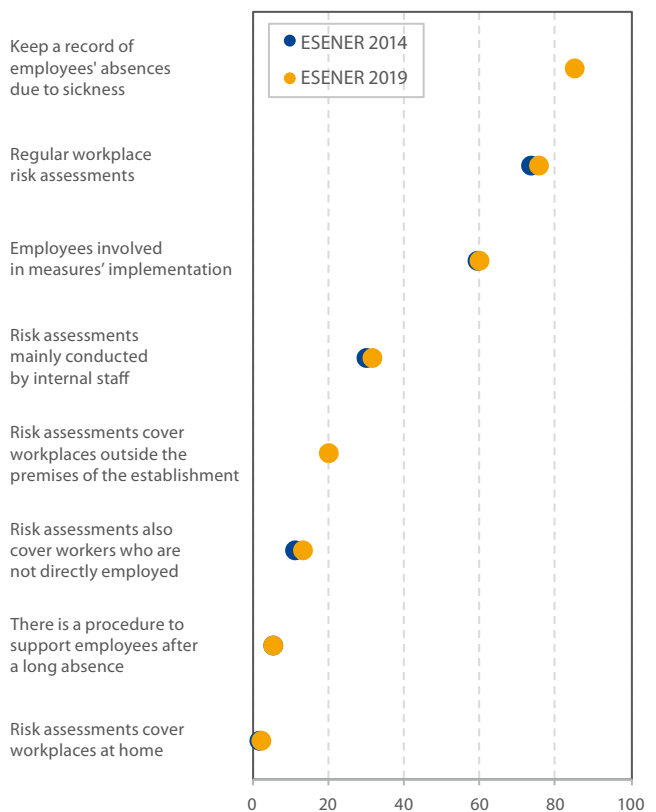 Keep a record of
employees' absences
due to sickness
ESENER 2014
ESENER 2019
Regular workplace
risk assessments
Employees involved
in measures’ implementation
Risk assessments
mainly conducted
by internal staff
Risk assessments cover
workplaces outside the
premises of the establishment
Risk assessments also
cover workers who are
not directly employed
There is a procedure to
support employees after
a long absence
Risk assessments cover
workplaces at home
0 20 40 60 80 100